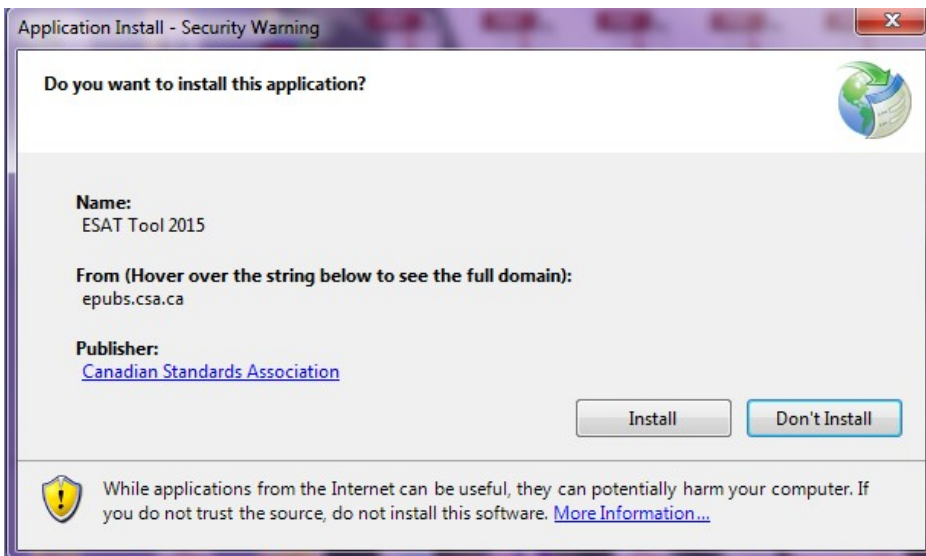 Application Install - Security Warning
Do you want to install this application?
Name:
ESAT Tool 2015
From (Hover over the string below to see the full domain):
epubs.csa.ca
Publisher:
Canadian Standards Association
Install
Don't Install
While applications from the Internet can be useful, they can potentially harm your computer. If
you do not trust the source, do not install this software. More Information...